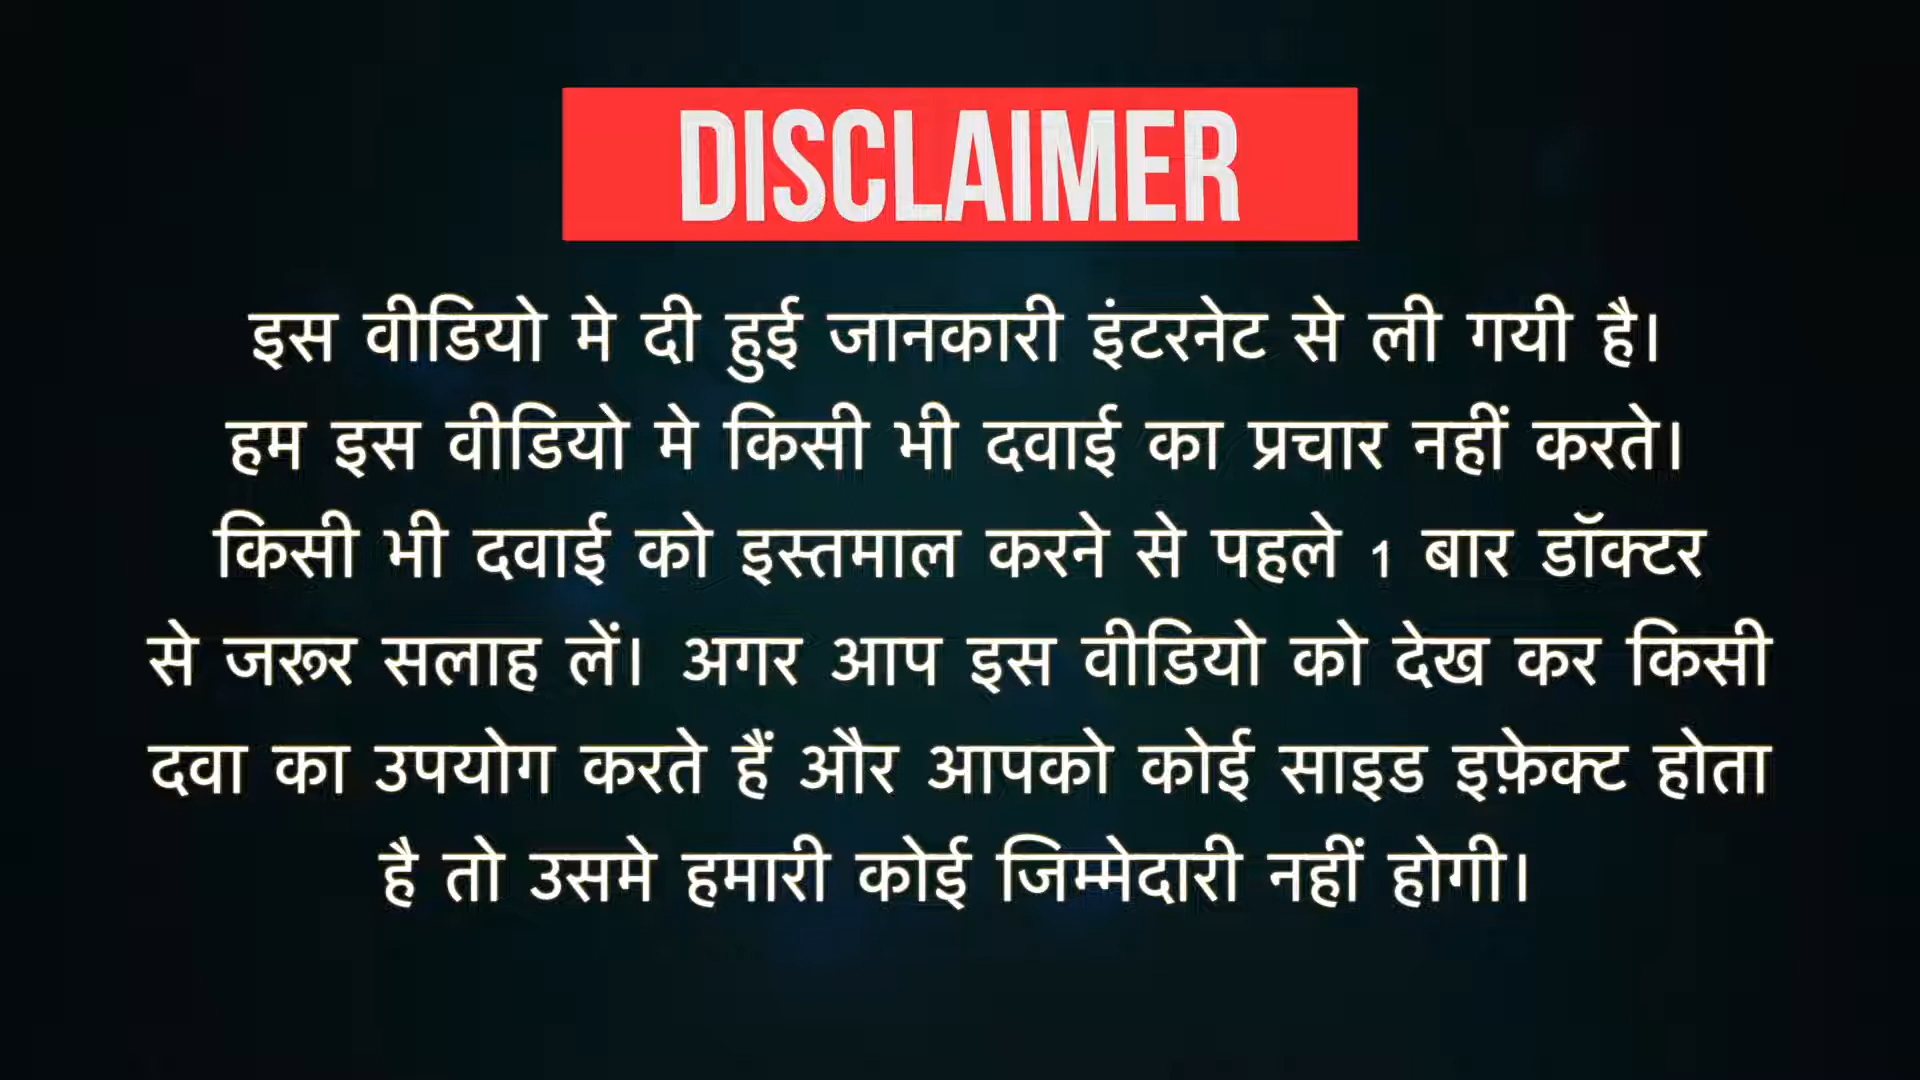 DISCLAIMER
इस वीडियो मे दी हुई जानकारी इंटरनेट से ली गयी है।
हम इस वीडियो मे किसी भी दवाई का प्रचार नहीं करते।
किसी भी दवाई को इस्तमाल करने से पहले 1 बार डॉक्टर
से जरूर सलाह लें। अगर आप इस वीडियो को देख कर किसी
दवा का उपयोग करते हैं और आपको कोई साइड इफ़ेक्ट होता
है तो उसमे हमारी कोई जिम्मेदारी नहीं होगी।